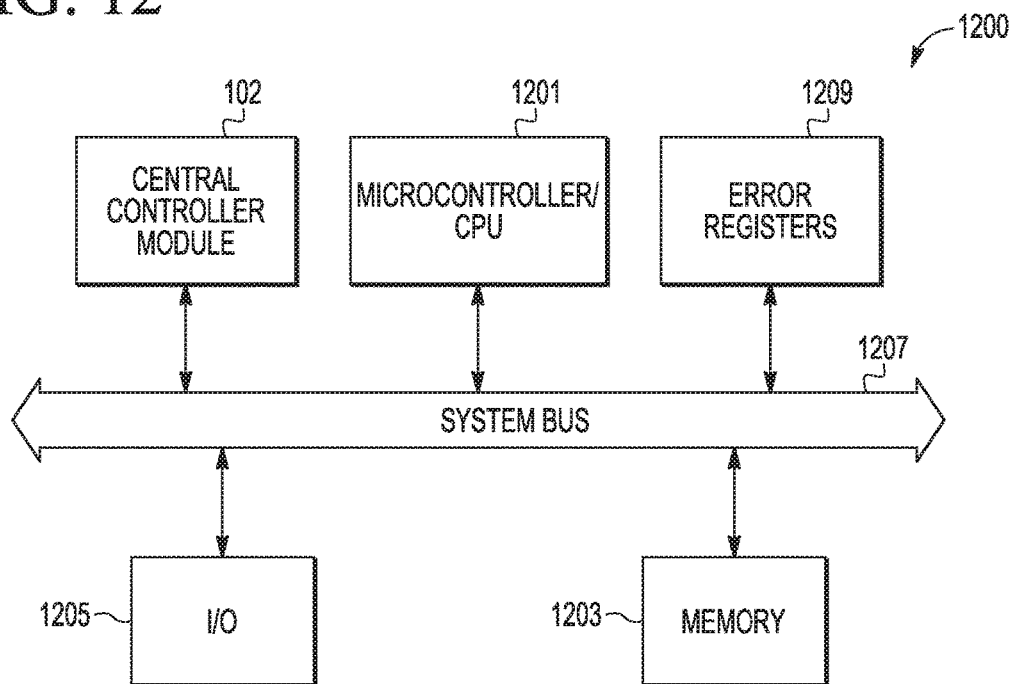 FIG. 12
1200
102
1201
1209
CENTRAL
CONTROLLER
MODULE
MICROCONTROLLER/
CPU
ERROR
REGISTERS
1207
SYSTEM BUS
1205
I/O
1203
MEMORY